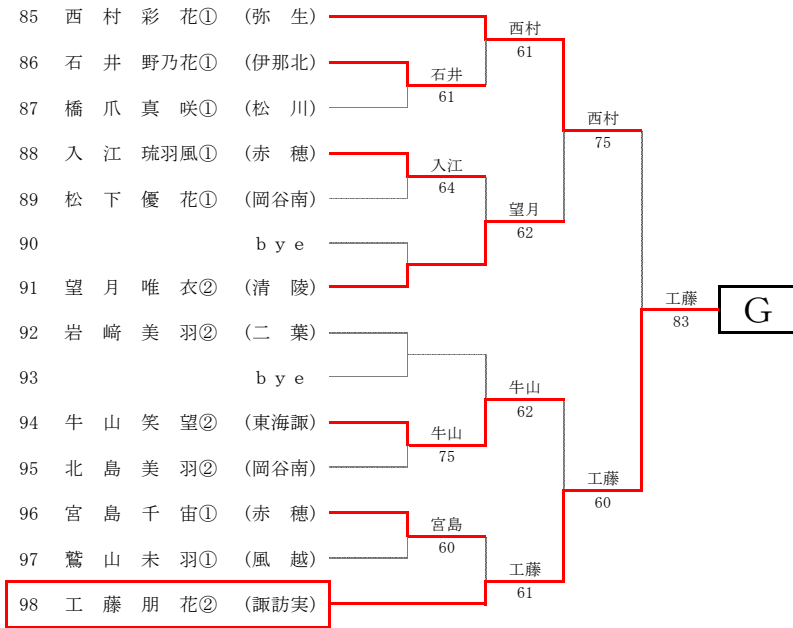 85 西 村 彩 花① (弥 生)
西村
61
86 石 井 野乃花① (伊那北)
石井
61
87 橋 爪 真 咲① (松 川)
西村
75
88 入 江 琉羽風① (赤 穂)
入江
64
89 松 下 優 花① (岡谷南)
望月
62
90 bye
91 望 月 唯 衣② (清 陵)
工藤
83
G
92 岩 﨑 美 羽② (二 葉)
93 bye
牛山
62
94 牛 山 笑 望② (東海諏)
牛山
75
95 北 島 美 羽② (岡谷南)
工藤
60
96 宮 島 千 宙① (赤 穂)
宮島
60
97 鷲 山 未 羽① (風 越)
工藤
61
98 工 藤 朋 花② (諏訪実)